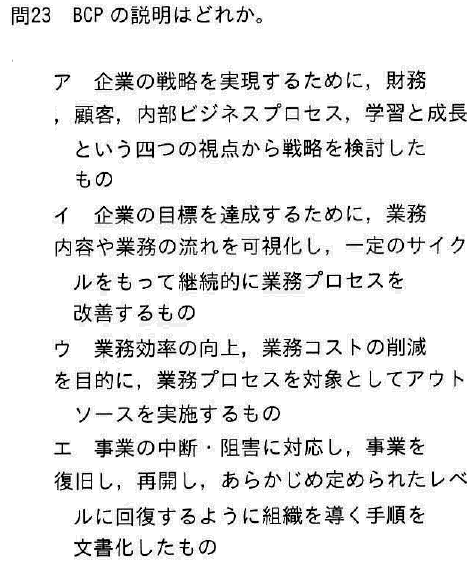 問23 BCPの説明はどれか。
ア 企業の戦略を実現するために，財務
，顧客，内部ビジネスプロセス，学習と成長
という四つの視点から戦略を検討した
もの
イ 企業の目標を達成するために，業務
内容や業務の流れを可視化し，一定のサイク
ルをもって継続的に業務プロセスを
改善するもの
ウ 業務効率の向上，業務コストの削減
を目的に，業務プロセスを対象としてアウト
ソースを実施するもの
エ 事業の中断・阻害に対応し，事業を
復旧し，再開し，あらかじめ定められたレベ
ルに回復するように組織を導く手順を
文書化したもの